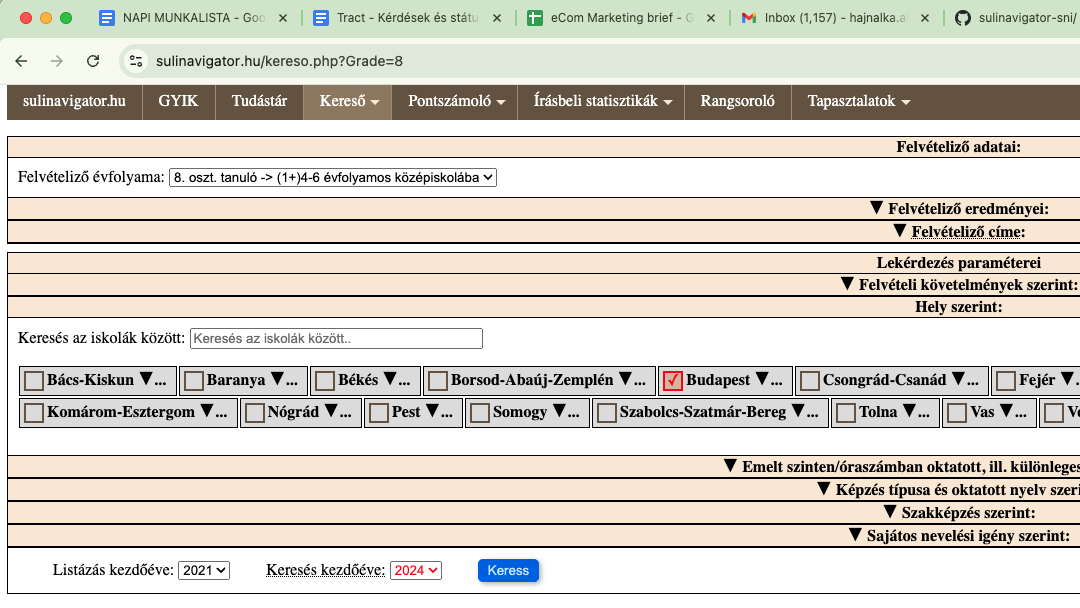 NAPI MUNKALISTA - Goo
Tract - Kérdések és státu
eCom Marketing brief - G
Inbox (1,157) - hajnalka.a
sulinavigator-sni/
sulinavigator.hu/kereso.php?Grade=8
sulinavigator.hu GYIK Tudástár Kereső Pontszámoló Írásbeli statisztikák Rangsoroló Tapasztalatok
Felvételiző adatai:
Felvételiző évfolyama: 8. oszt. tanuló -> (1+)4-6 évfolyamos középiskolába
▼ Felvételiző eredményei:
▼ Felvételiző címe:
Lekérdezés paraméterei
▼ Felvételi követelmények szerint:
Hely szerint:
Keresés az iskolák között: Keresés az iskolák között..
Bács-Kiskun ▼... Baranya ▼... Békés ▼... Borsod-Abaúj-Zemplén ▼... Budapest ▼... Csongrád-Csanád ▼... Fejér ▼.
Komárom-Esztergom ▼... Nógrád ▼... Pest ▼... Somogy ▼... Szabolcs-Szatmár-Bereg ▼... Tolna ▼... Vas ▼... Ve
▼ Emelt szinten/óraszámban oktatott, ill. különleges
▼ Képzés típusa és oktatott nyelv szeri
▼ Szakképzés szerint:
▼ Sajátos nevelési igény szerint:
Listázás kezdőéve: 2021 Keresés kezdőéve: 2024 Keress